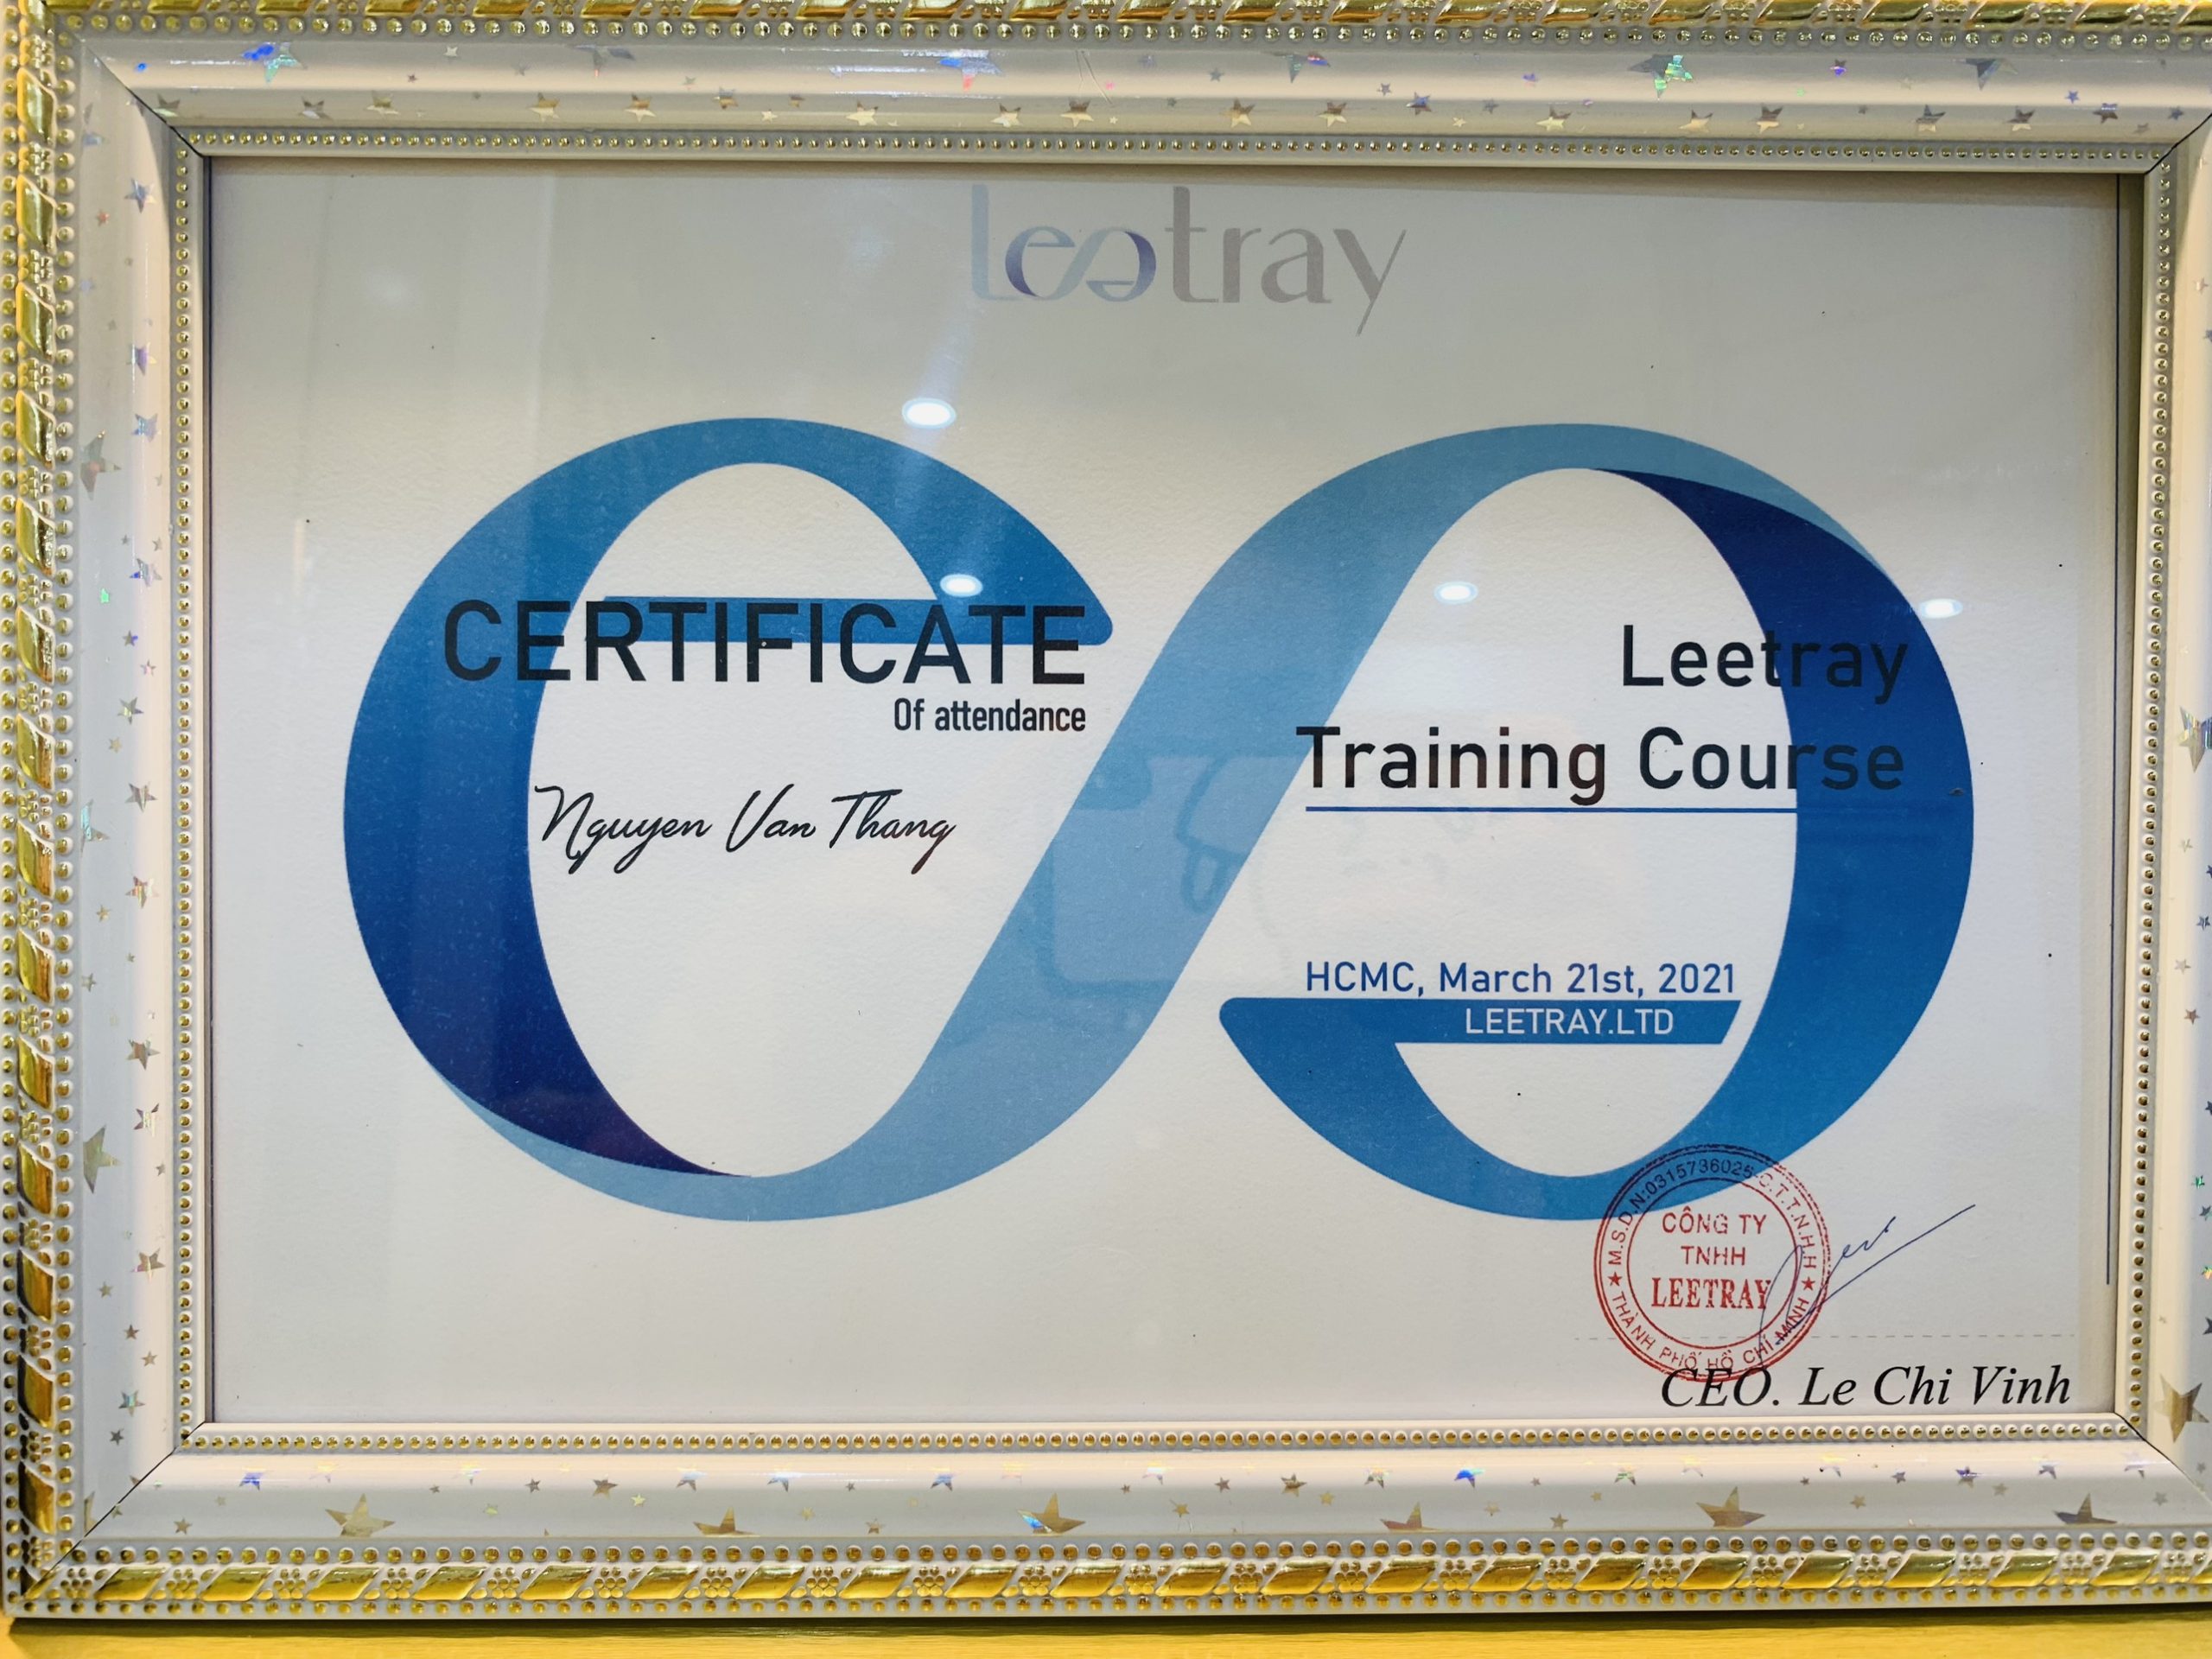 leetray
CERTIFICATE
Of attendance
Nguyen Van Thang
Leetray
Training Course
HCMC, March 21st, 2021
LEETRAY.LTD
M.S.D.N:0315736025-C.T.T.N.H.H
CÔNG TY
TNHH
LEETRAY
THÀNH PHỐ HỒ CHÍ MINH
CEO. Le Chi Vinh